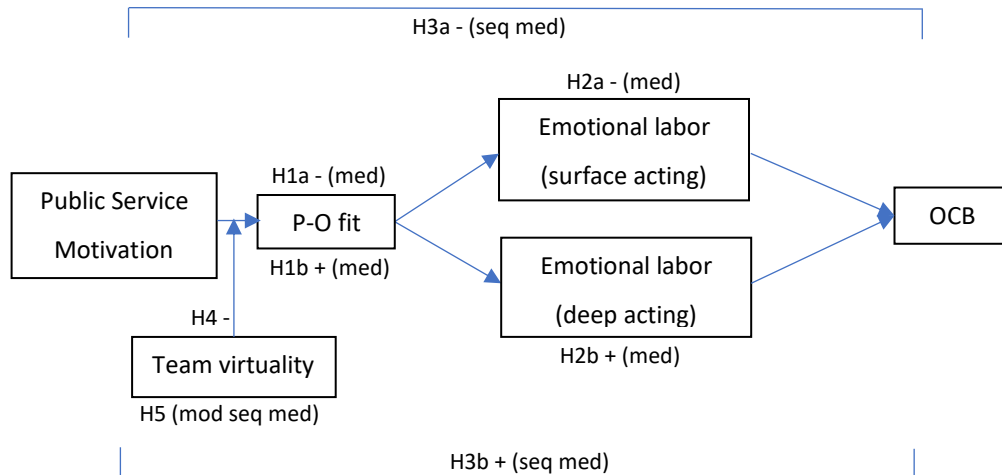 H3a - (seq med)
H2a - (med)
Emotional labor
(surface acting)
H1a - (med)
Public Service
Motivation
P-O fit
OCB
H1b + (med)
Emotional labor
(deep acting)
H4 -
Team virtuality
H2b + (med)
H5 (mod seq med)
H3b + (seq med)